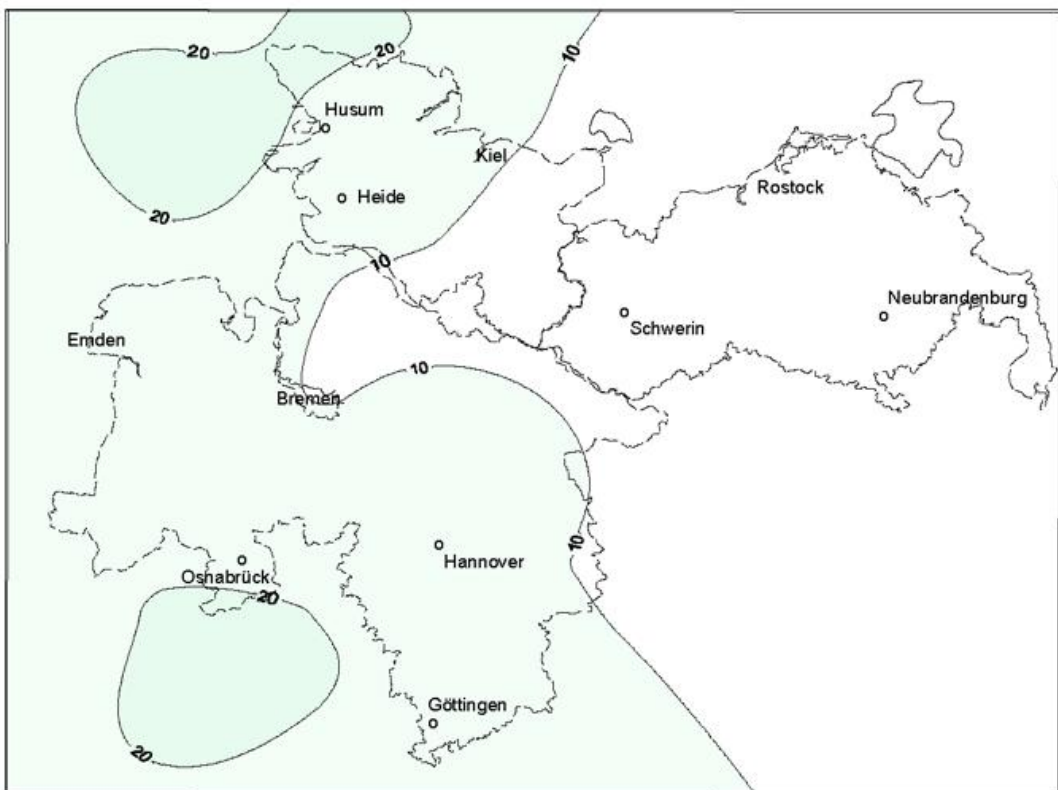 20
20
10
Husum
Kiel
Heide
Rostock
20
10
Neubrandenburg
Schwerin
Emden
10
Bremen
10
Hannover
Osnabrück
20
Göttingen
20